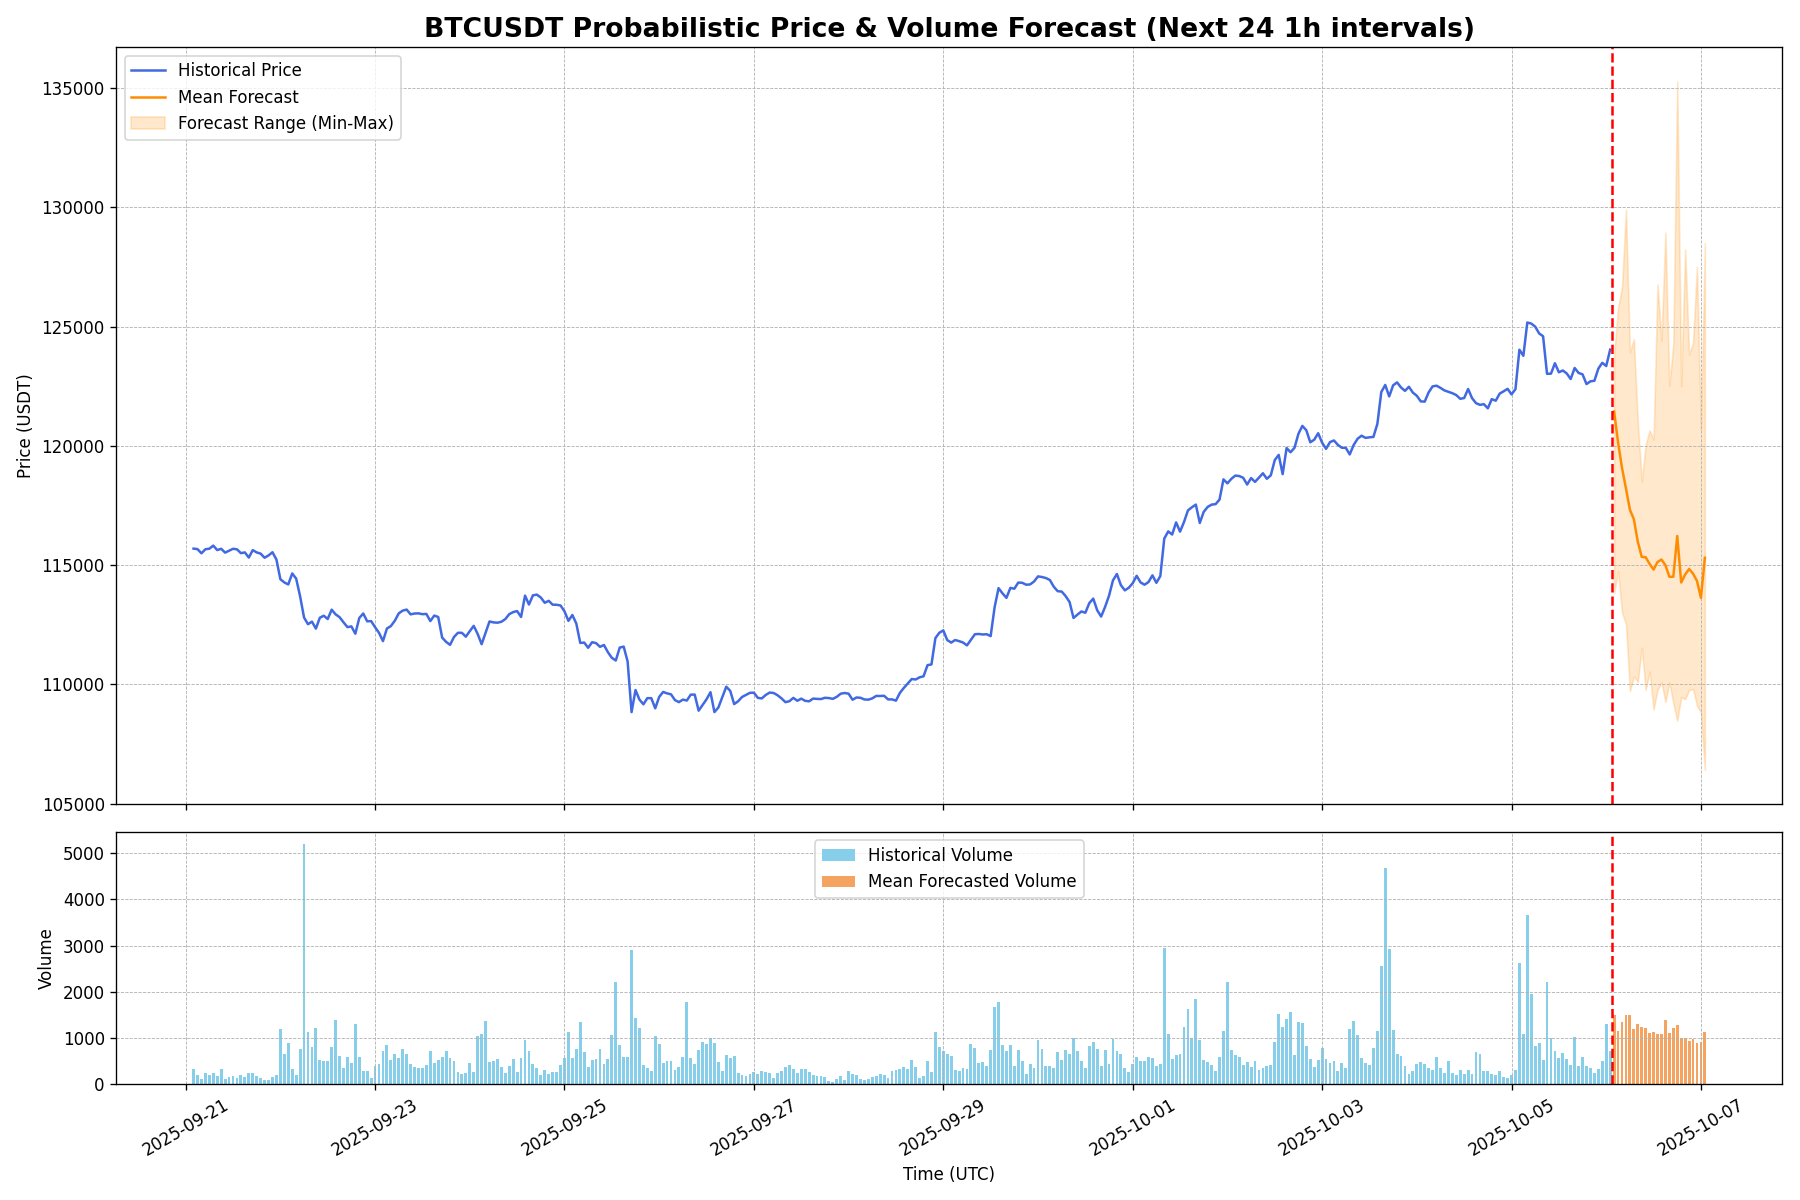 BTCUSDT Probabilistic Price & Volume Forecast (Next 24 1h intervals)
Historical Price
Mean Forecast
Forecast Range (Min-Max)
135000
130000
125000
120000
115000
110000
105000
Price (USDT)
Historical Volume
Mean Forecasted Volume
5000
4000
3000
2000
1000
0
Volume
2025-09-21
2025-09-23
2025-09-25
2025-09-27
2025-09-29
2025-10-01
2025-10-03
2025-10-05
2025-10-07
Time (UTC)